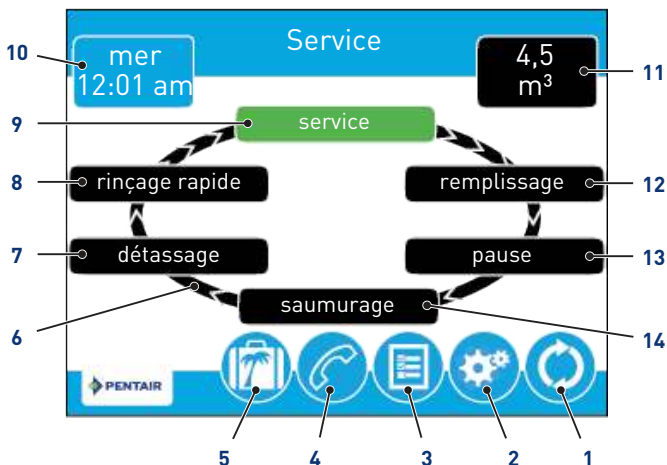 10
mer
12:01 am
Service
4,5
m³
11
9
service
8
rinçage rapide
remplissage
12
7
détassage
pause
13
6
saumurage
14
PENTAIR
5
4
3
2
1